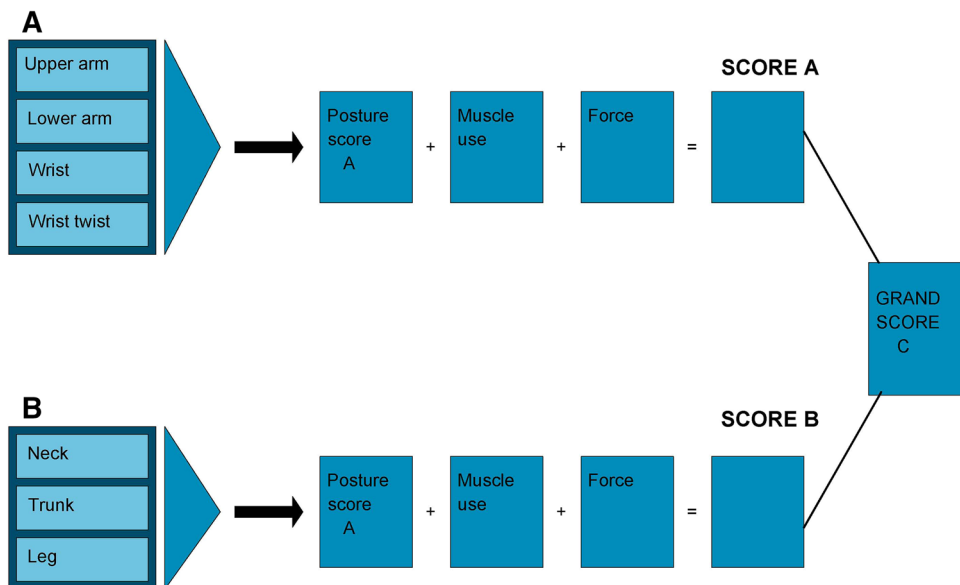 A
Upper arm
Lower arm
Wrist
Wrist twist
Posture
score
A
+
Muscle
use
+
Force
=
SCORE A
GRAND
SCORE
C
B
Neck
Trunk
Leg
Posture
score
A
+
Muscle
use
+
Force
=
SCORE B